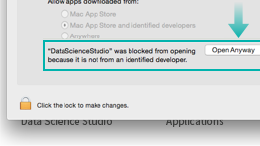 Allow apps downloaded from:
Mac App Store
Mac App Store and identified developers
Anywhere
"DataScienceStudio" was blocked from opening
because it is not from an identified developer.
Open Anyway
Click the lock to make changes.
Data Science Studio
Applications